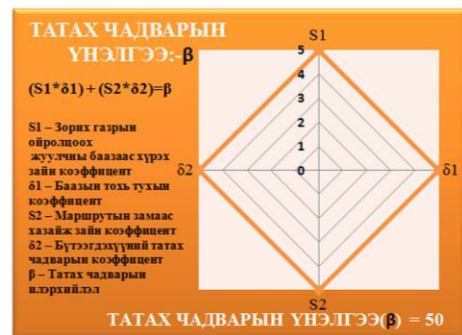 ТАТАХ ЧАДВАРЫН
ҮНЭЛГЭЭ:-β
(S1*δ1) + (S2*δ2)=β
S1 – Зорих газрын
ойролцоох
жуулчны баазаас хүрэх
зайн коэффицент
δ1 – Баазын тохь тухын
коэффицент
S2 – Маршрутын замаас
хазайж зайн коэффицент
δ2 – Бүтээгдэхүүний татах
чадварын коэффицент
β – Татах чадварын
илэрхийлэл
S1
5
4
3
2
1
0
δ2
δ1
S2
ТАТАХ ЧАДВАРЫН ҮНЭЛГЭЭ(β) = 50